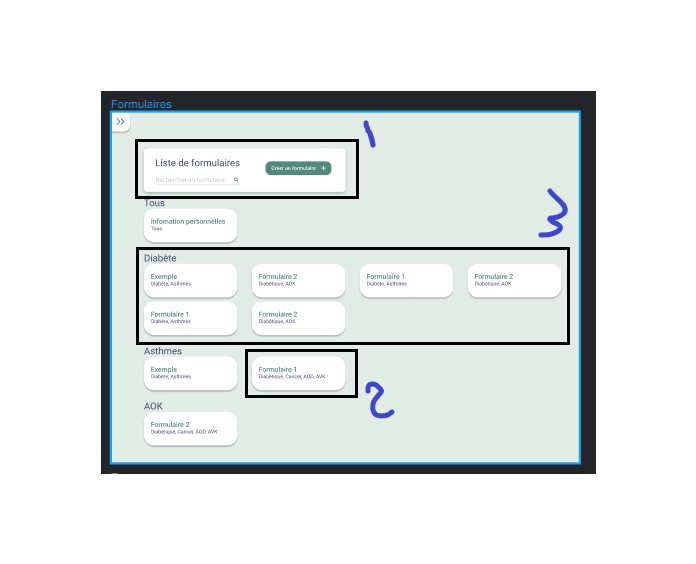 Formulaires
1
Liste de formulaires
Créer un formulaire +
Rechercher un formulaire
3
Tous
Infomation personnelles
Tous
Diabète
Exemple
Diabète, Asthmes
Formulaire 2
Diabétique, AOK
Formulaire 1
Diabète, Asthmes
Formulaire 2
Diabétique, AOK
Formulaire 1
Diabète, Asthmes
Formulaire 2
Diabétique, AOK
Asthmes
Exemple
Diabète, Asthmes
Formulaire 1
Diabétique, Cancer, AOD, AVK
2
AOK
Formulaire 2
Diabétique, Cancer, AOD, AVK